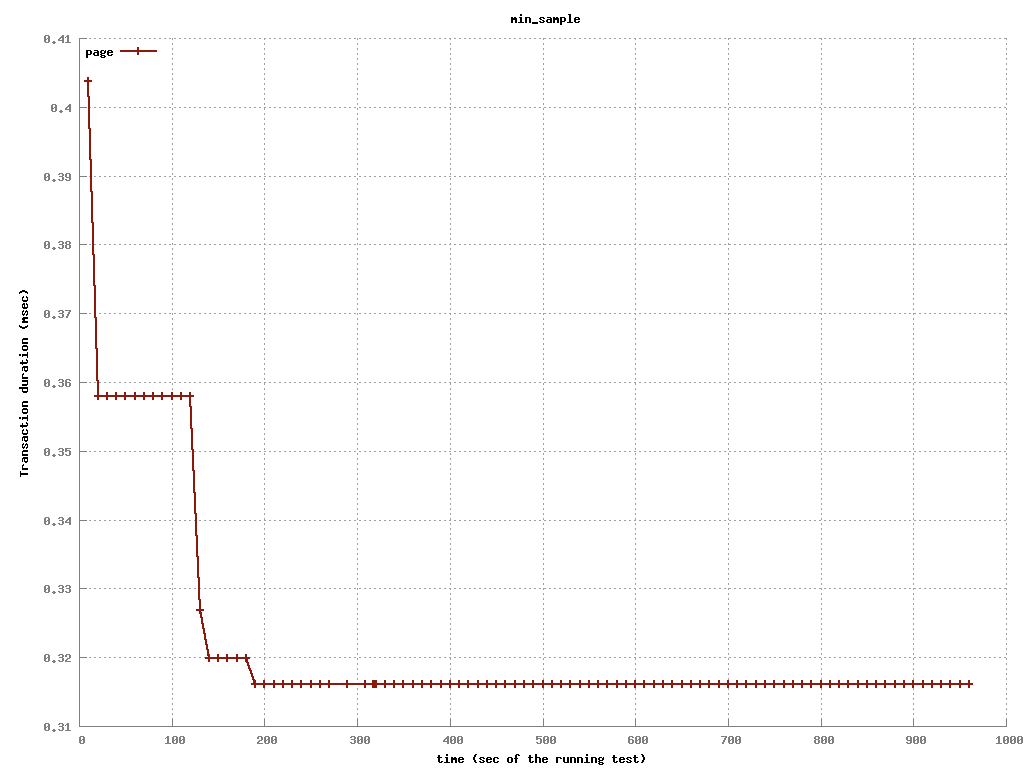 min_sample
0.41
page
0.4
0.39
0.38
0.37
0.36
0.35
0.34
0.33
0.32
0.31
Transaction duration (msec)
0 100 200 300 400 500 600 700 800 900 1000
time (sec of the running test)